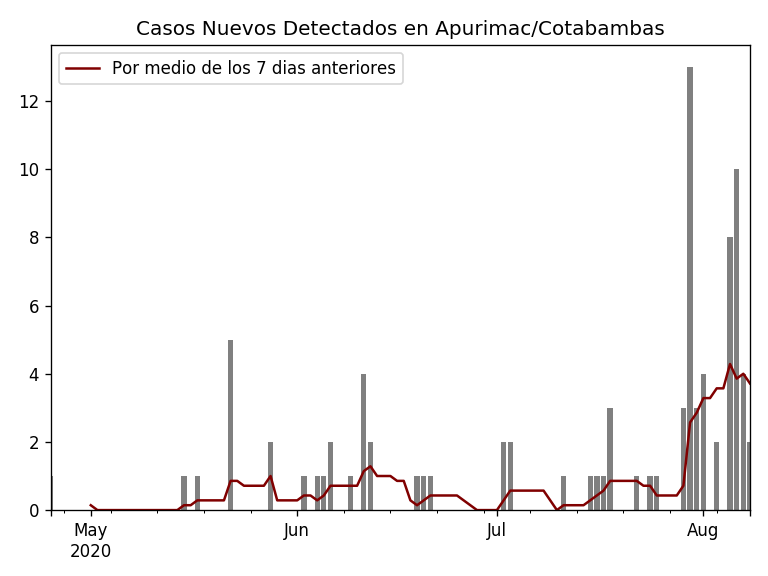 Casos Nuevos Detectados en Apurimac/Cotabambas
Por medio de los 7 dias anteriores
12
10
8
6
4
2
0
May Jun Jul Aug
2020